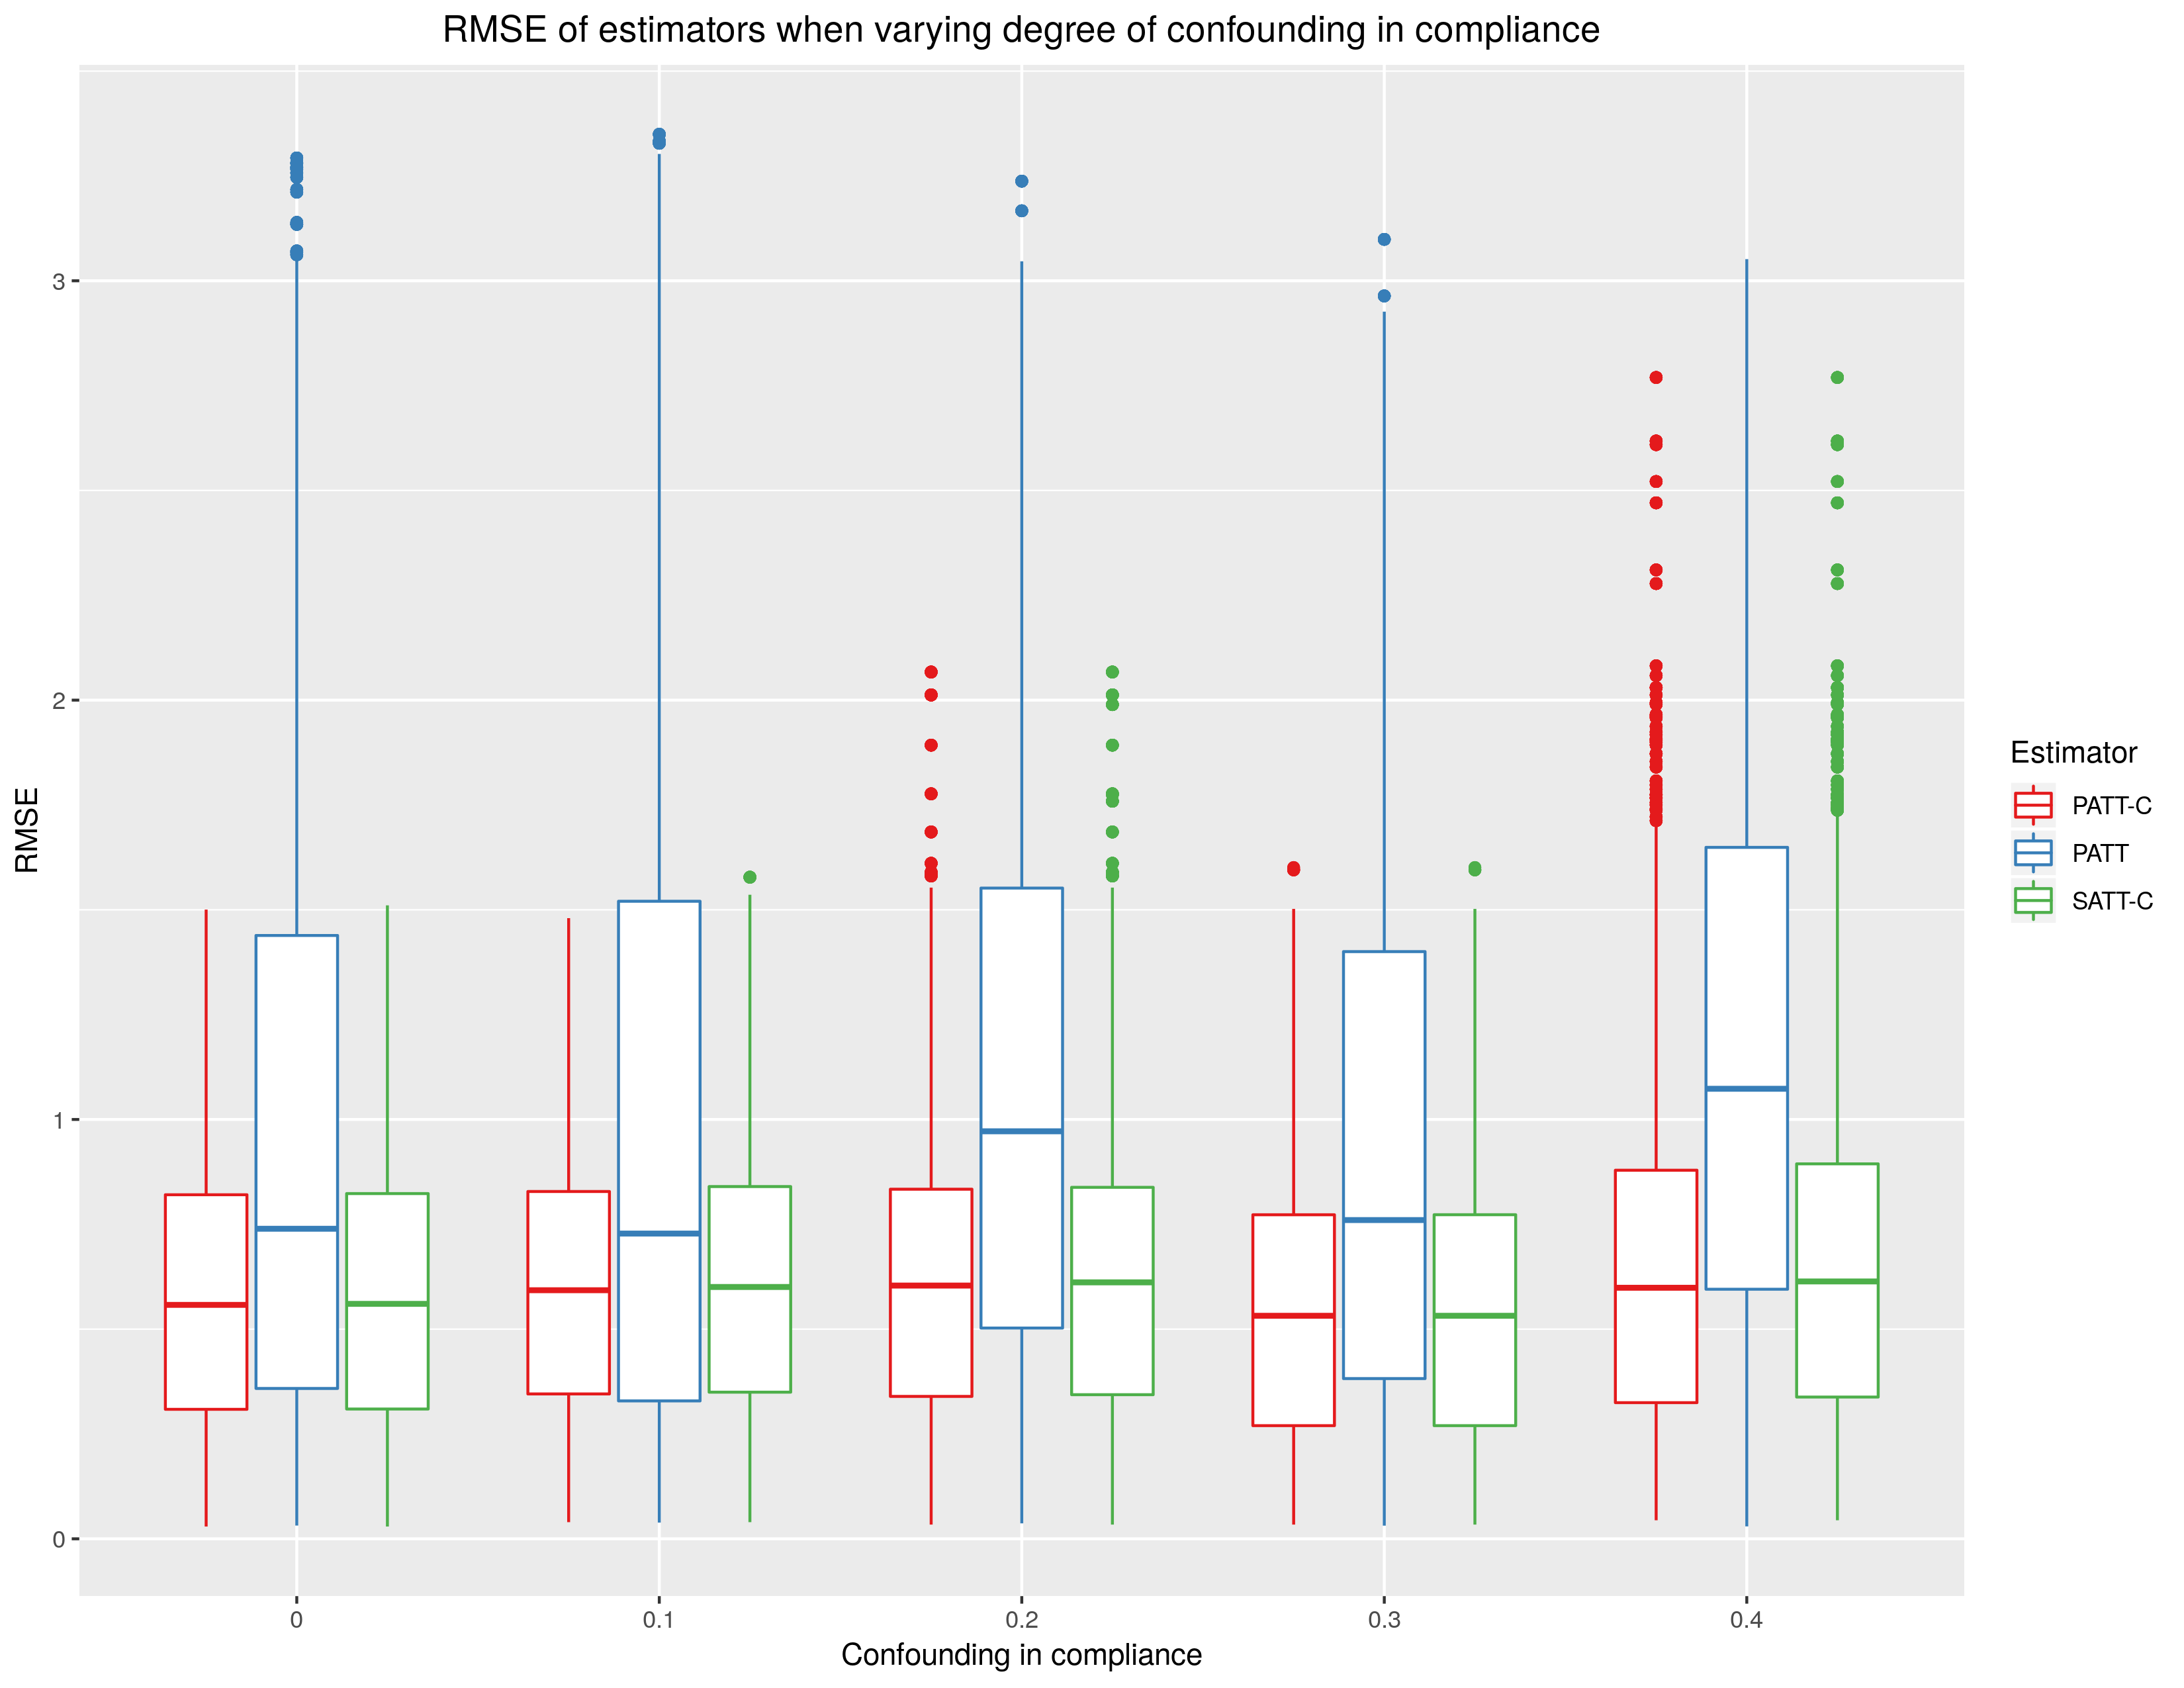 RMSE of estimators when varying degree of confounding in compliance
RMSE
3
2
1
0
0 0.1 0.2 0.3 0.4
Confounding in compliance
Estimator
PATT-C
PATT
SATT-C